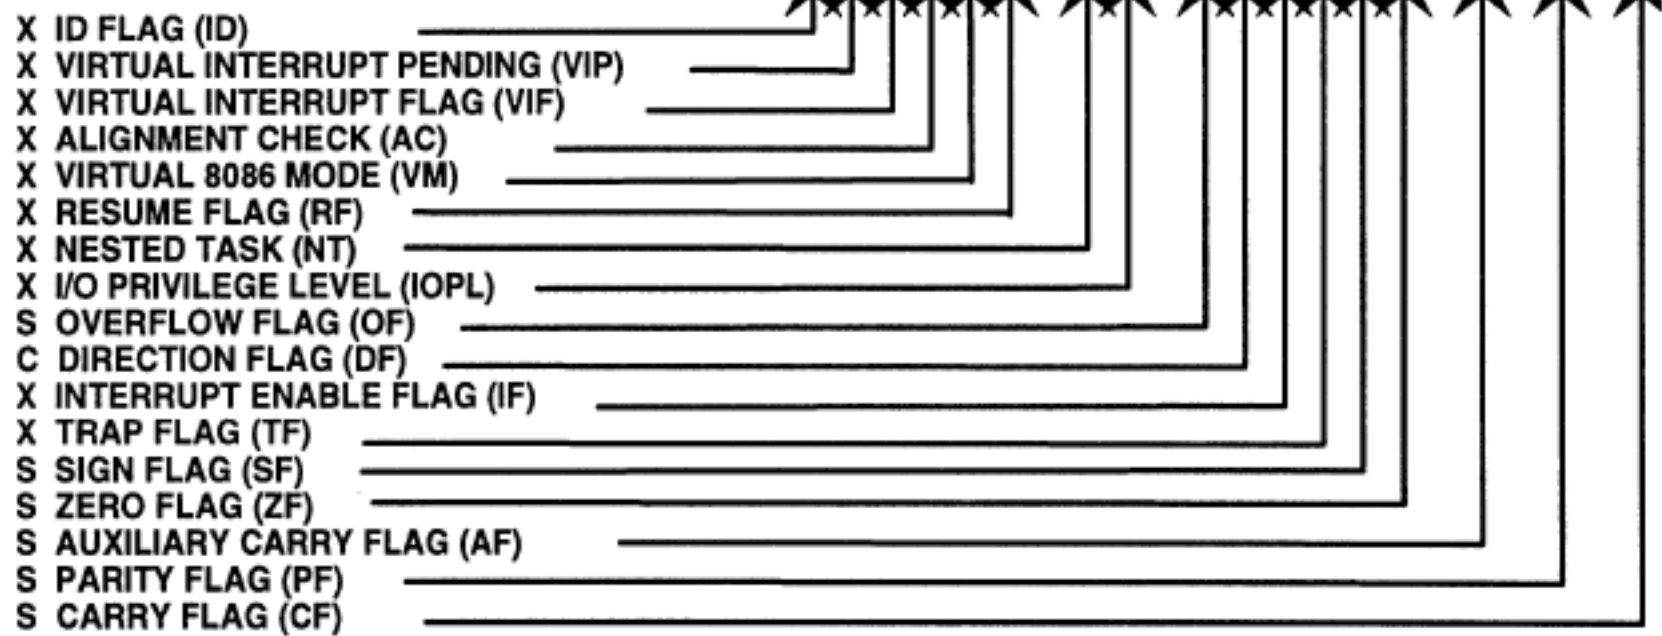 X ID FLAG (ID)
X VIRTUAL INTERRUPT PENDING (VIP)
X VIRTUAL INTERRUPT FLAG (VIF)
X ALIGNMENT CHECK (AC)
X VIRTUAL 8086 MODE (VM)
X RESUME FLAG (RF)
X NESTED TASK (NT)
X I/O PRIVILEGE LEVEL (IOPL)
S OVERFLOW FLAG (OF)
C DIRECTION FLAG (DF)
X INTERRUPT ENABLE FLAG (IF)
X TRAP FLAG (TF)
S SIGN FLAG (SF)
S ZERO FLAG (ZF)
S AUXILIARY CARRY FLAG (AF)
S PARITY FLAG (PF)
S CARRY FLAG (CF)